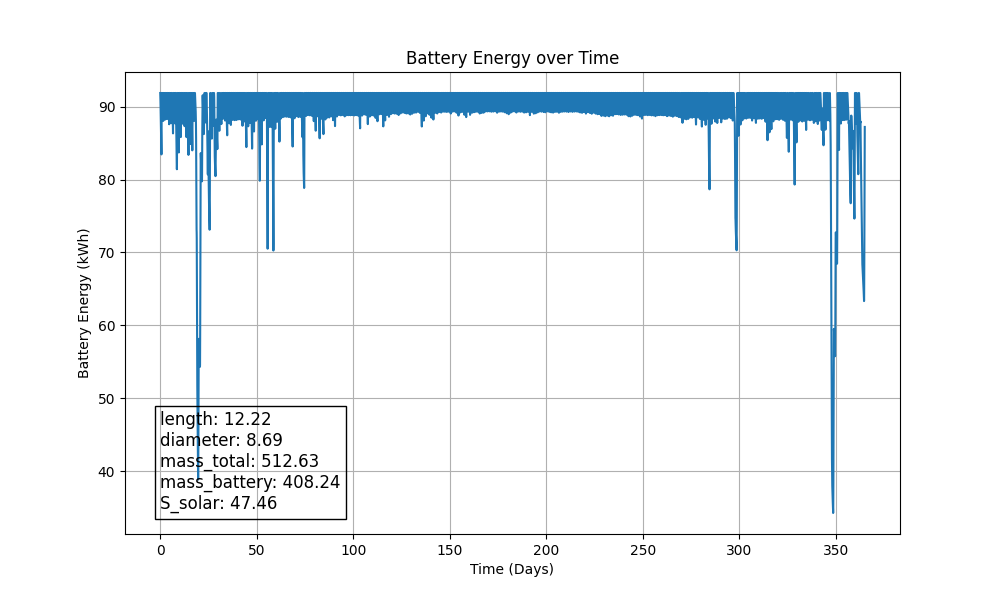 Battery Energy over Time
Battery Energy (kWh)
90
80
70
60
50
40
length: 12.22
diameter: 8.69
mass_total: 512.63
mass_battery: 408.24
S_solar: 47.46
0 50 100 150 200 250 300 350
Time (Days)